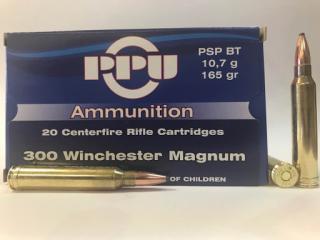 PPU
PSP BT
10,7 g
165 gr
Ammunition
20 Centerfire Rifle Cartridges
300 Winchester Magnum
OF CHILDREN